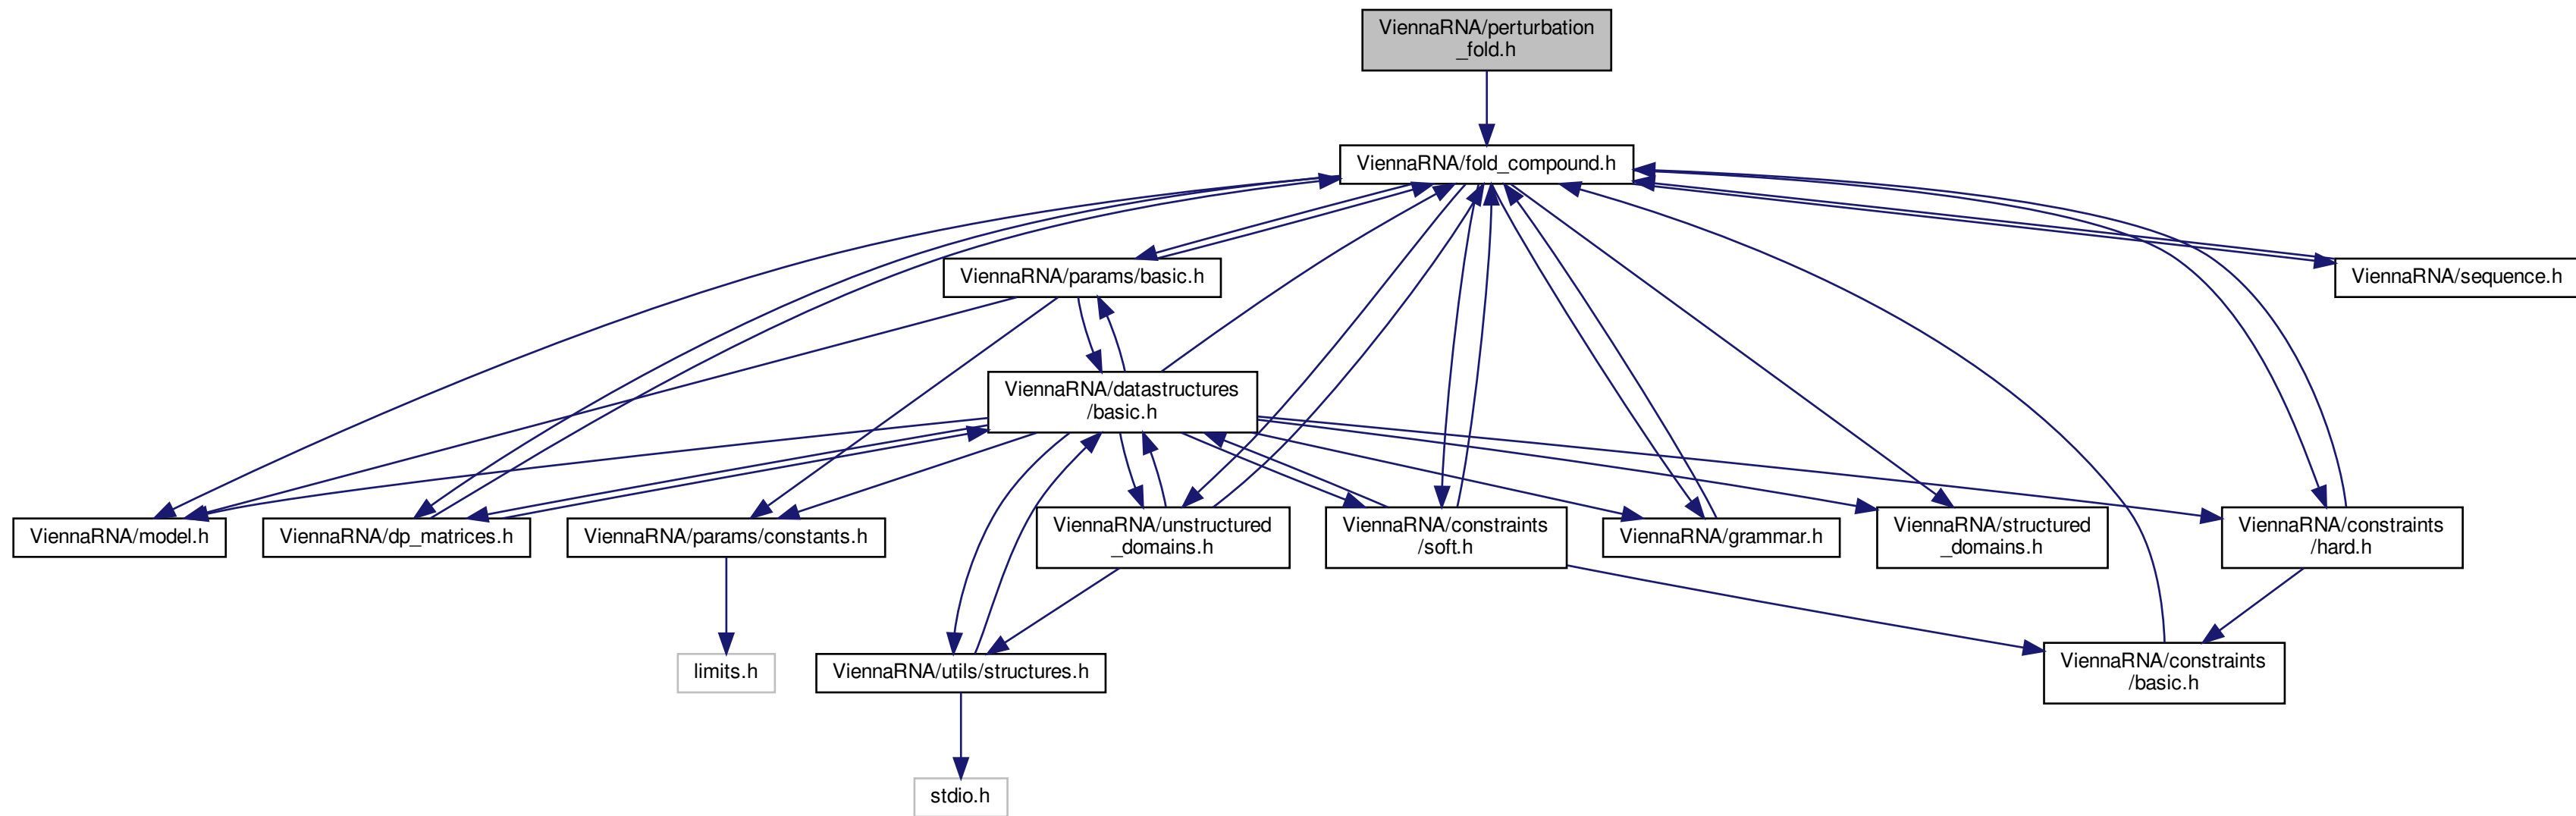 ViennaRNA/perturbation
_fold.h
ViennaRNA/fold_compound.h
ViennaRNA/params/basic.h
ViennaRNA/sequence.h
ViennaRNA/datastructures
/basic.h
ViennaRNA/model.h
ViennaRNA/dp_matrices.h
ViennaRNA/params/constants.h
ViennaRNA/unstructured
_domains.h
ViennaRNA/constraints
/soft.h
ViennaRNA/grammar.h
ViennaRNA/structured
_domains.h
ViennaRNA/constraints
/hard.h
limits.h
ViennaRNA/utils/structures.h
ViennaRNA/constraints
/basic.h
stdio.h